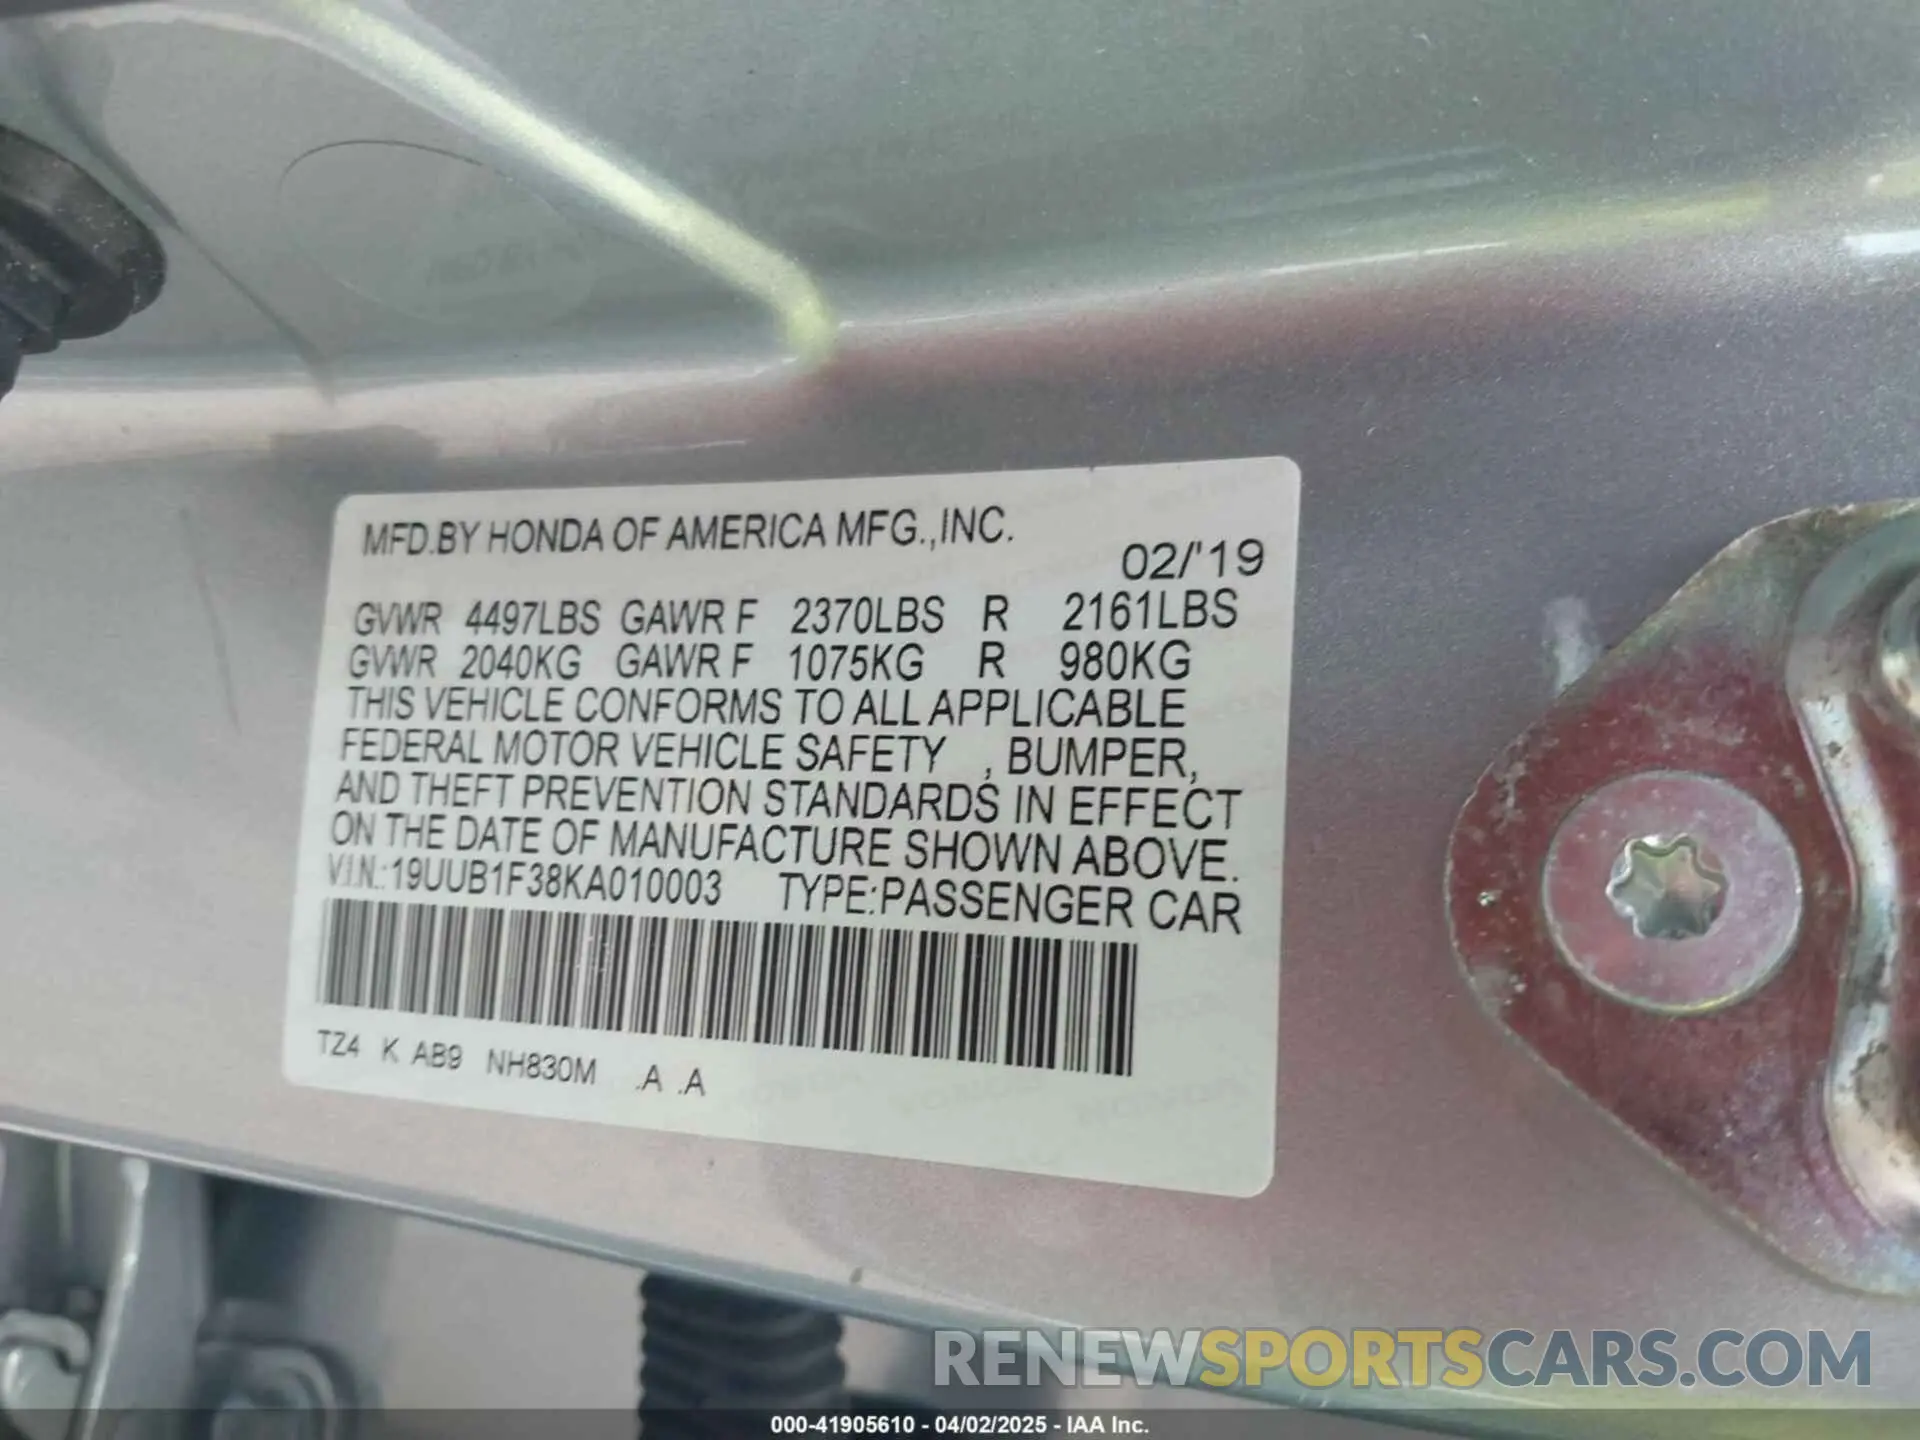 MFD.BY HONDA OF AMERICA MFG.,INC.
02/'19
GVWR 4497LBS GAWR F 2370LBS R 2161LBS
GVWR 2040KG GAWR F 1075KG R 980KG
THIS VEHICLE CONFORMS TO ALL APPLICABLE
FEDERAL MOTOR VEHICLE SAFETY , BUMPER,
AND THEFT PREVENTION STANDARDS IN EFFECT
ON THE DATE OF MANUFACTURE SHOWN ABOVE.
V.I.N.:19UUB1F38KA010003 TYPE:PASSENGER CAR
TZ4 K AB9 NH830M .A .A
RENEWSPORTSCARS.COM
000-41905610 - 04/02/2025 - IAA Inc.